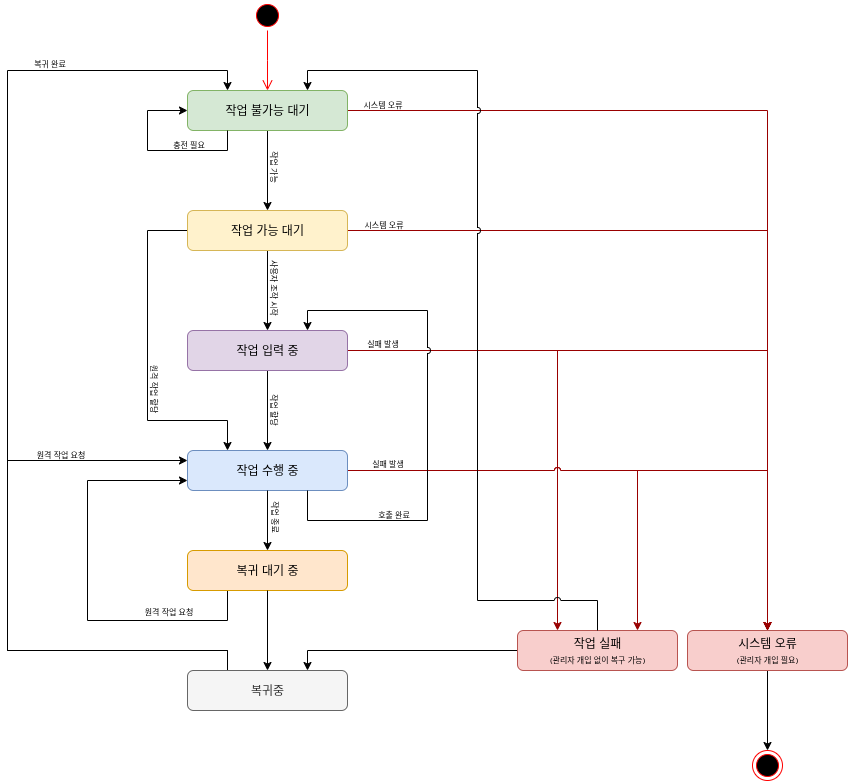 복귀 완료
작업 불가능 대기
시스템 오류
충전 필요
작업 가능
작업 가능 대기
시스템 오류
사용자 조작 시작
작업 입력 중
실패 발생
원격 작업 할당
작업 할당
원격 작업 요청
작업 수행 중
실패 발생
작업 종료
호출 완료
복귀 대기 중
원격 작업 요청
작업 실패
(관리자 개입 없이 복구 가능)
시스템 오류
(관리자 개입 필요)
복귀중